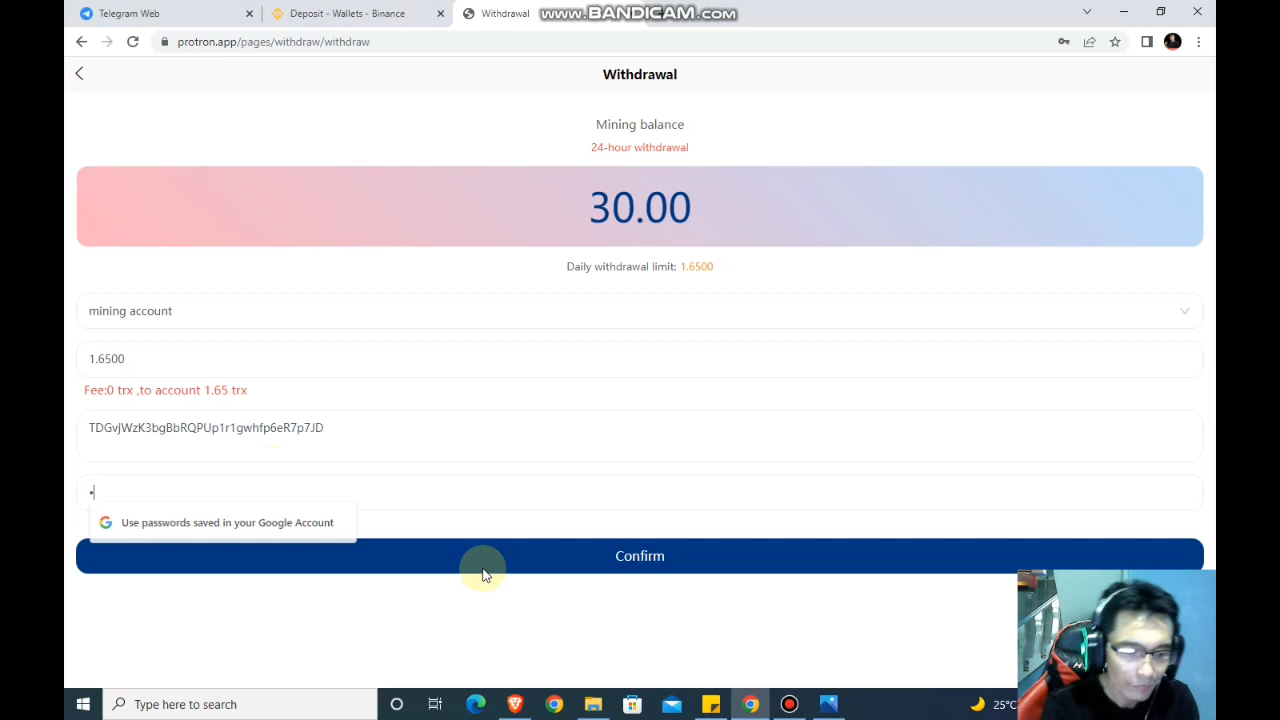 Telegram Web
Deposit - Wallets - Binance
Withdrawal
www.BANDICAM.com
protron.app/pages/withdraw/withdraw
Withdrawal
Mining balance
24-hour withdrawal
30.00
Daily withdrawal limit: 1.6500
mining account
1.6500
Fee:0 trx ,to account 1.65 trx
TDGvjWzK3bgBbRQPUp1r1gwhfp6eR7p7JD
Use passwords saved in your Google Account
Confirm
Type here to search
25°C